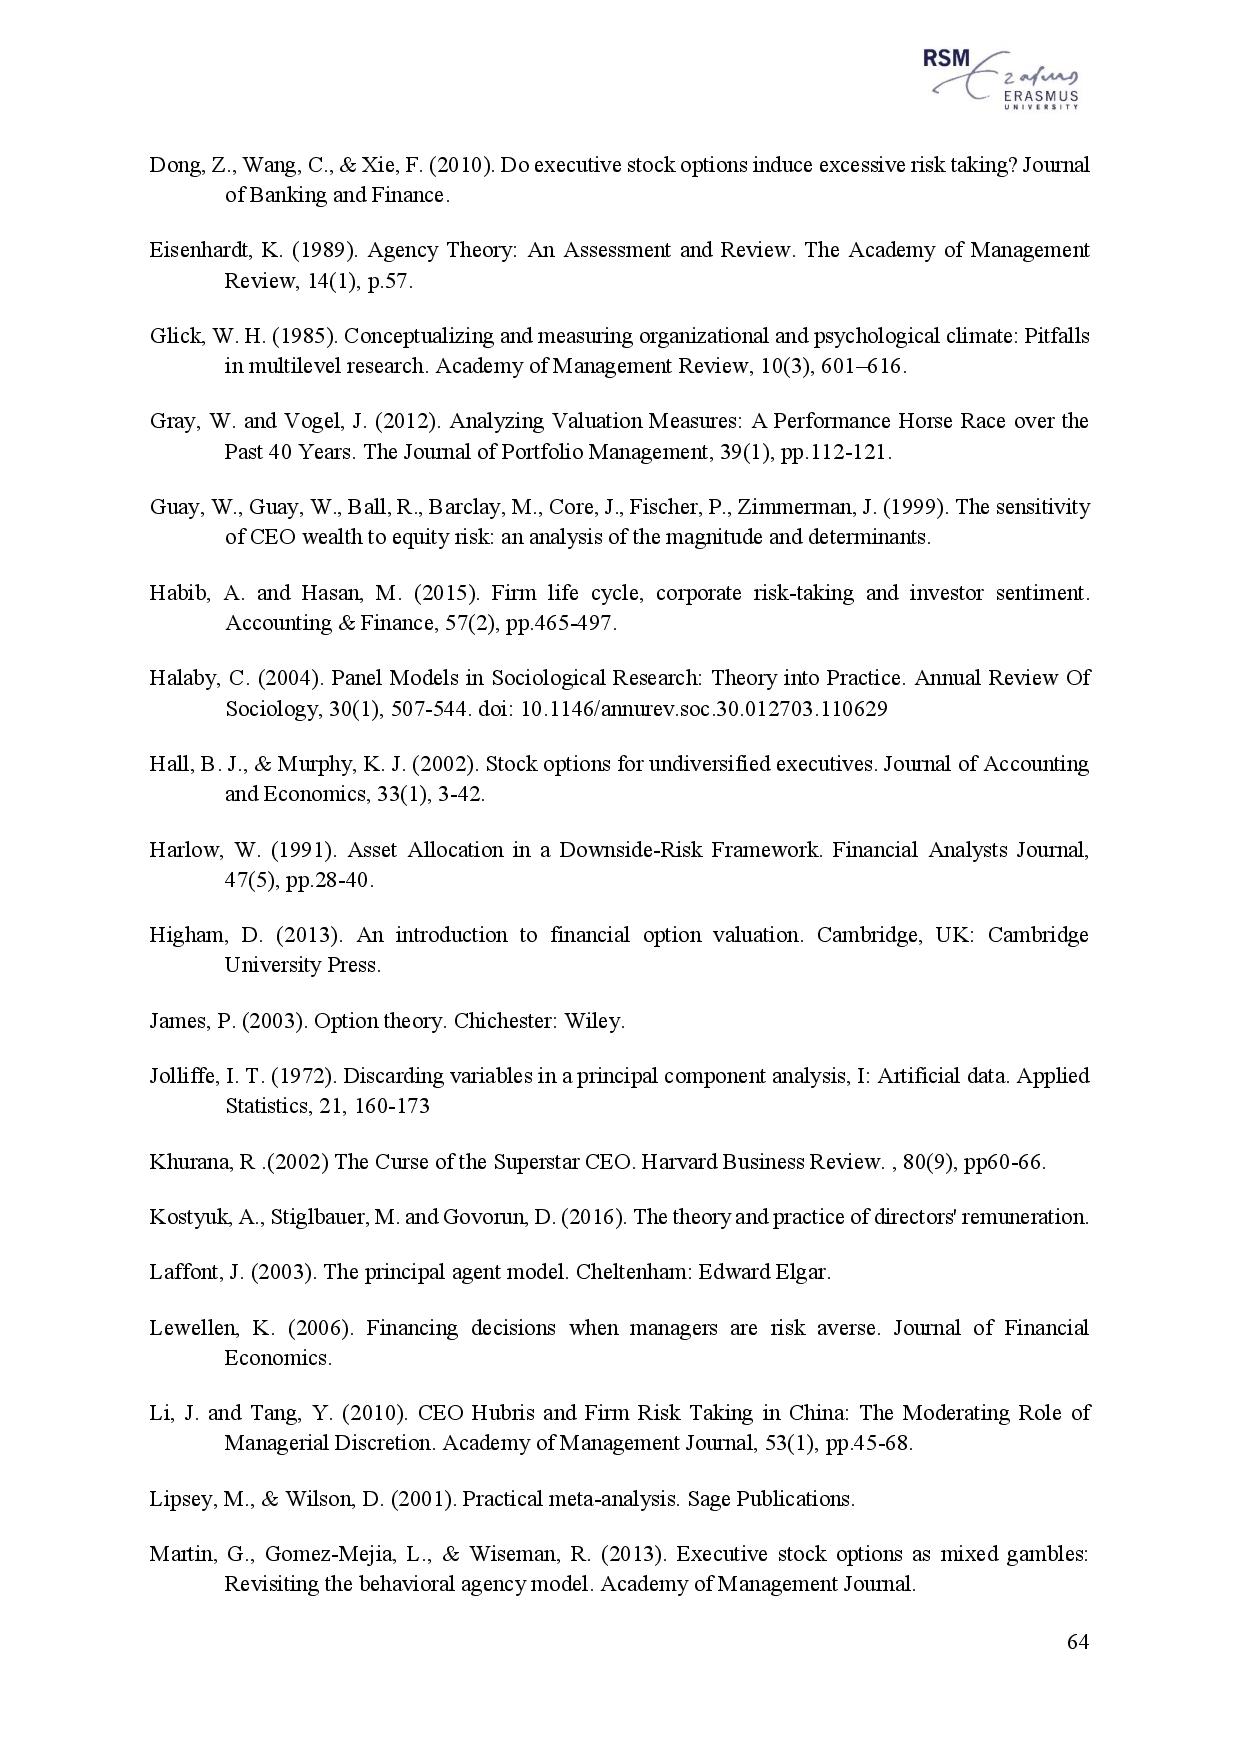 RSM
Erasmus
ERASMUS
UNIVERSITY
Dong, Z., Wang, C., & Xie, F. (2010). Do executive stock options induce excessive risk taking? Journal
of Banking and Finance.
Eisenhardt, K. (1989). Agency Theory: An Assessment and Review. The Academy of Management
Review, 14(1), p.57.
Glick, W. H. (1985). Conceptualizing and measuring organizational and psychological climate: Pitfalls
in multilevel research. Academy of Management Review, 10(3), 601–616.
Gray, W. and Vogel, J. (2012). Analyzing Valuation Measures: A Performance Horse Race over the
Past 40 Years. The Journal of Portfolio Management, 39(1), pp.112-121.
Guay, W., Guay, W., Ball, R., Barclay, M., Core, J., Fischer, P., Zimmerman, J. (1999). The sensitivity
of CEO wealth to equity risk: an analysis of the magnitude and determinants.
Habib, A. and Hasan, M. (2015). Firm life cycle, corporate risk-taking and investor sentiment.
Accounting & Finance, 57(2), pp.465-497.
Halaby, C. (2004). Panel Models in Sociological Research: Theory into Practice. Annual Review Of
Sociology, 30(1), 507-544. doi: 10.1146/annurev.soc.30.012703.110629
Hall, B. J., & Murphy, K. J. (2002). Stock options for undiversified executives. Journal of Accounting
and Economics, 33(1), 3-42.
Harlow, W. (1991). Asset Allocation in a Downside-Risk Framework. Financial Analysts Journal,
47(5), pp.28-40.
Higham, D. (2013). An introduction to financial option valuation. Cambridge, UK: Cambridge
University Press.
James, P. (2003). Option theory. Chichester: Wiley.
Jolliffe, I. T. (1972). Discarding variables in a principal component analysis, I: Artificial data. Applied
Statistics, 21, 160-173
Khurana, R .(2002) The Curse of the Superstar CEO. Harvard Business Review. , 80(9), pp60-66.
Kostyuk, A., Stiglbauer, M. and Govorun, D. (2016). The theory and practice of directors' remuneration.
Laffont, J. (2003). The principal agent model. Cheltenham: Edward Elgar.
Lewellen, K. (2006). Financing decisions when managers are risk averse. Journal of Financial
Economics.
Li, J. and Tang, Y. (2010). CEO Hubris and Firm Risk Taking in China: The Moderating Role of
Managerial Discretion. Academy of Management Journal, 53(1), pp.45-68.
Lipsey, M., & Wilson, D. (2001). Practical meta-analysis. Sage Publications.
Martin, G., Gomez-Mejia, L., & Wiseman, R. (2013). Executive stock options as mixed gambles:
Revisiting the behavioral agency model. Academy of Management Journal.
64